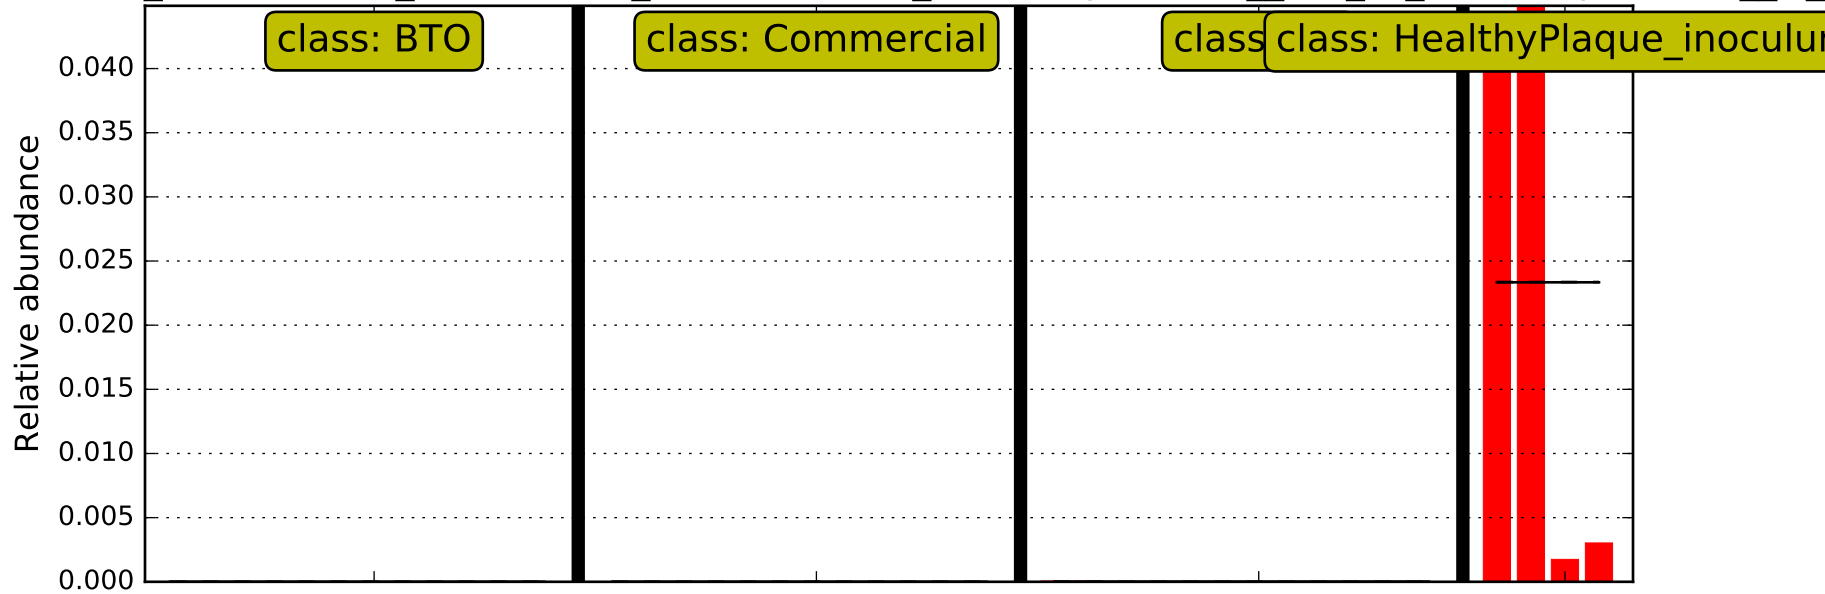 class: BTO
class: Commercial
class
class: HealthyPlaque_inoculu
0.040
0.035
0.030
0.025
0.020
0.015
0.010
0.005
0.000
Relative abundance